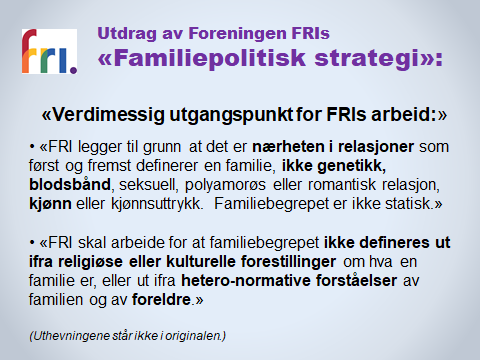 fri.
Utdrag av Foreningen FRIs
«Familiepolitisk strategi»:
«Verdimessig utgangspunkt for FRIs arbeid:»
• «FRI legger til grunn at det er nærheten i relasjoner som
først og fremst definerer en familie, ikke genetikk,
blodsbånd, seksuell, polyamorøs eller romantisk relasjon,
kjønn eller kjønnsuttrykk. Familiebegrepet er ikke statisk.»
• «FRI skal arbeide for at familiebegrepet ikke defineres ut
ifra religiøse eller kulturelle forestillinger om hva en
familie er, eller ut ifra hetero-normative forståelser av
familien og av foreldre.»
(Uthevningene står ikke i originalen.)